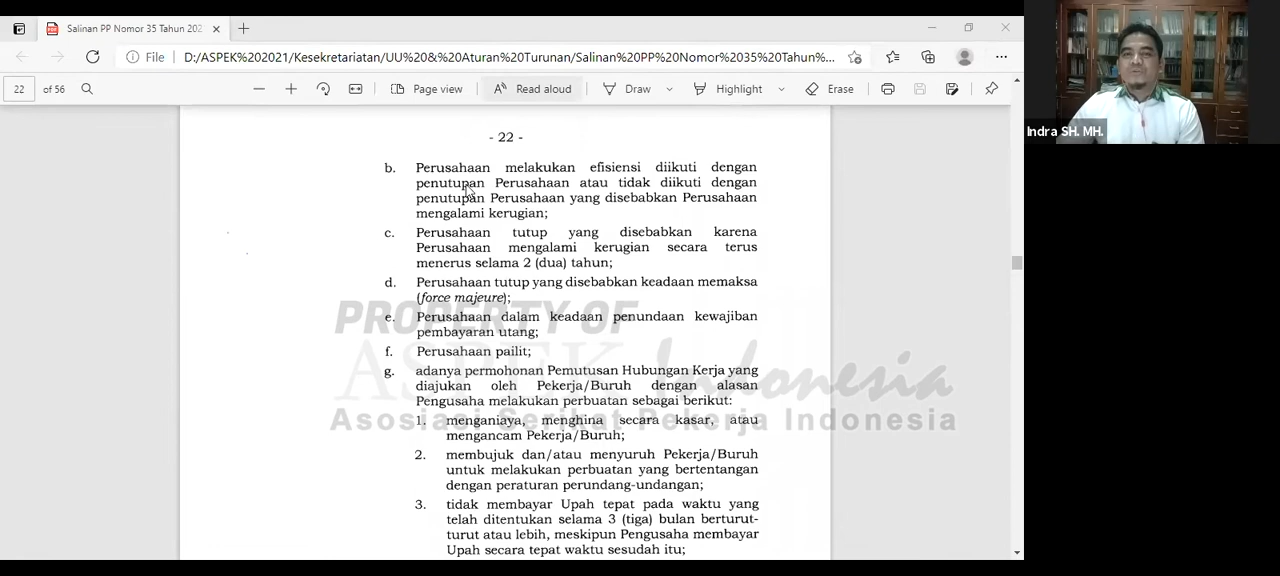 Salinan PP Nomor 35 Tahun 202
File
D:/ASPEK%202021/Kesekretariatan/UU%20&%20Aturan%20Turunan/Salinan%20PP%20Nomor%2035%20Tahun%...
22 of 56
Page view
Read aloud
Draw
Highlight
Erase
Indra SH. MH.
- 22 -
b. Perusahaan melakukan efisiensi diikuti dengan
penutupan Perusahaan atau tidak diikuti dengan
penutupan Perusahaan yang disebabkan Perusahaan
mengalami kerugian;
c. Perusahaan tutup yang disebabkan karena
Perusahaan mengalami kerugian secara terus
menerus selama 2 (dua) tahun;
d. Perusahaan tutup yang disebabkan keadaan memaksa
(force majeure);
e. Perusahaan dalam keadaan penundaan kewajiban
pembayaran utang;
f. Perusahaan pailit;
g. adanya permohonan Pemutusan Hubungan Kerja yang
diajukan oleh Pekerja/Buruh dengan alasan
Pengusaha melakukan perbuatan sebagai berikut:
1. menganiaya, menghina secara kasar, atau
mengancam Pekerja/Buruh;
2. membujuk dan/atau menyuruh Pekerja/Buruh
untuk melakukan perbuatan yang bertentangan
dengan peraturan perundang-undangan;
3. tidak membayar Upah tepat pada waktu yang
telah ditentukan selama 3 (tiga) bulan berturut-
turut atau lebih, meskipun Pengusaha membayar
Upah secara tepat waktu sesudah itu;
PROPERTY OF
ASPEK Indonesia
Asosiasi Serikat Pekerja Indonesia